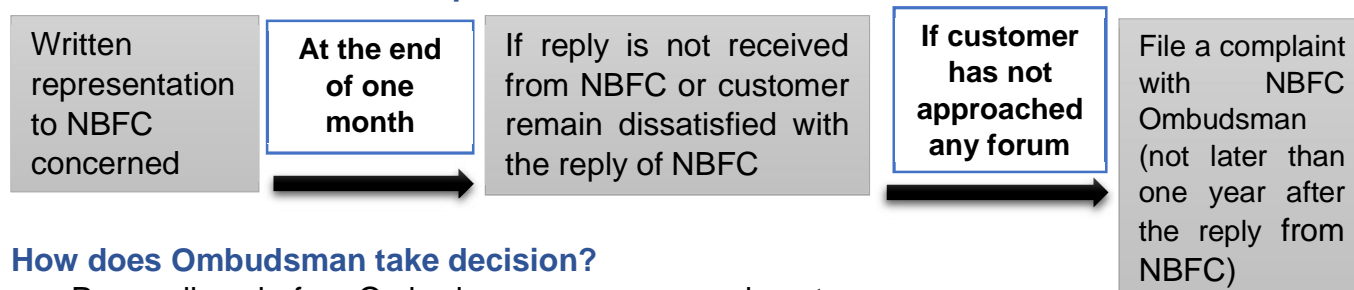 Written
representation
to NBFC
concerned
At the end
of one
month
If reply is not received
from NBFC or customer
remain dissatisfied with
the reply of NBFC
If customer
has not
approached
any forum
File a complaint
with NBFC
Ombudsman
(not later than
one year after
the reply from
NBFC)
How does Ombudsman take decision?